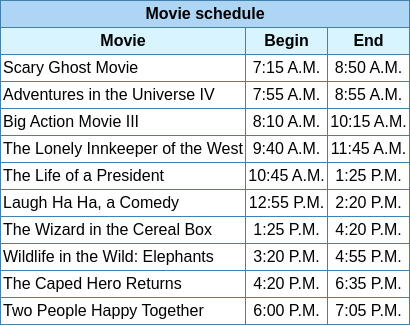 Movie schedule
Movie Begin End
Scary Ghost Movie 7:15 A.M. 8:50 A.M.
Adventures in the Universe IV 7:55 A.M. 8:55 A.M.
Big Action Movie III 8:10 A.M. 10:15 A.M.
The Lonely Innkeeper of the West 9:40 A.M. 11:45 A.M.
The Life of a President 10:45 A.M. 1:25 P.M.
Laugh Ha Ha, a Comedy 12:55 P.M. 2:20 P.M.
The Wizard in the Cereal Box 1:25 P.M. 4:20 P.M.
Wildlife in the Wild: Elephants 3:20 P.M. 4:55 P.M.
The Caped Hero Returns 4:20 P.M. 6:35 P.M.
Two People Happy Together 6:00 P.M. 7:05 P.M.